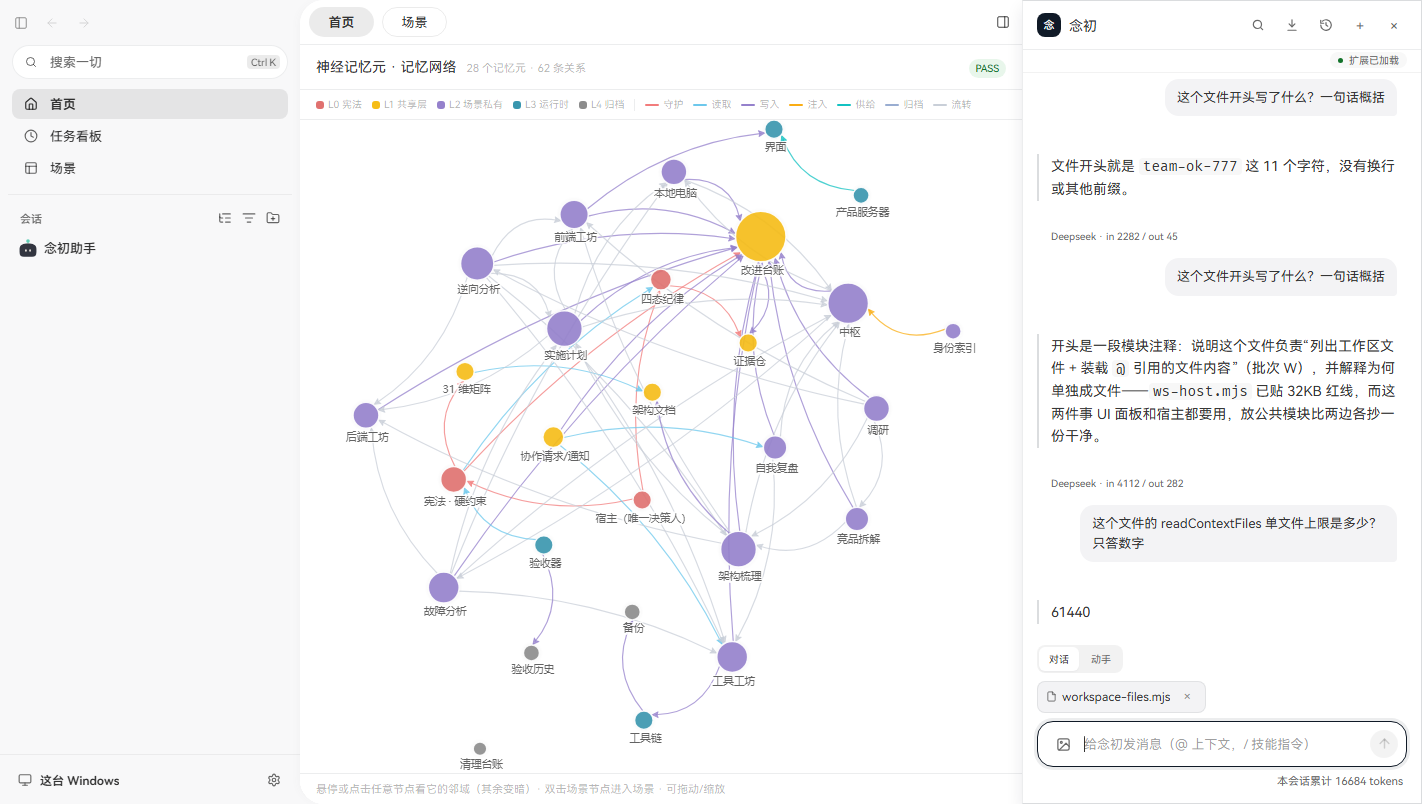 搜索一切 Ctrl K
首页
任务看板
场景
会话
念初助手
这台 Windows
首页 场景
神经记忆元 · 记忆网络 28 个记忆元 · 62 条关系 PASS
L0 宪法 L1 共享层 L2 场景私有 L3 运行时 L4 归档 守护 读取 写入 注入 供给 归档 流转
界面
本地电脑
产品服务器
前端工坊
改进台账
逆向分析
四态纪律
中枢
身份索引
实施计划
证据仓
31 维矩阵
架构文档
后端工坊
调研
协作请求/通知
自我复盘
宪法 · 硬约束
宿主（唯一决策人）
竞品拆解
验收器
架构梳理
故障分析
备份
验收历史
工具工坊
工具链
清理台账
悬停或点击任意节点看它的邻域（其余变暗） · 双击场景节点进入场景 · 可拖动/缩放
念 念初
扩展已加载
这个文件开头写了什么？一句话概括
文件开头就是 team-ok-777 这 11 个字符，没有换行
或其他前缀。
Deepseek · in 2282 / out 45
这个文件开头写了什么？一句话概括
开头是一段模块注释：说明这个文件负责“列出工作区文
件 + 装载 @ 引用的文件内容”（批次 W），并解释为何
单独成文件—— ws-host.mjs 已贴 32KB 红线，而这
两件事 UI 面板和宿主都要用，放公共模块比两边各抄一
份干净。
Deepseek · in 4112 / out 282
这个文件的 readContextFiles 单文件上限是多少？
只答数字
61440
对话 动手
workspace-files.mjs ×
给念初发消息（@ 上下文，/ 技能指令）
本会话累计 16684 tokens